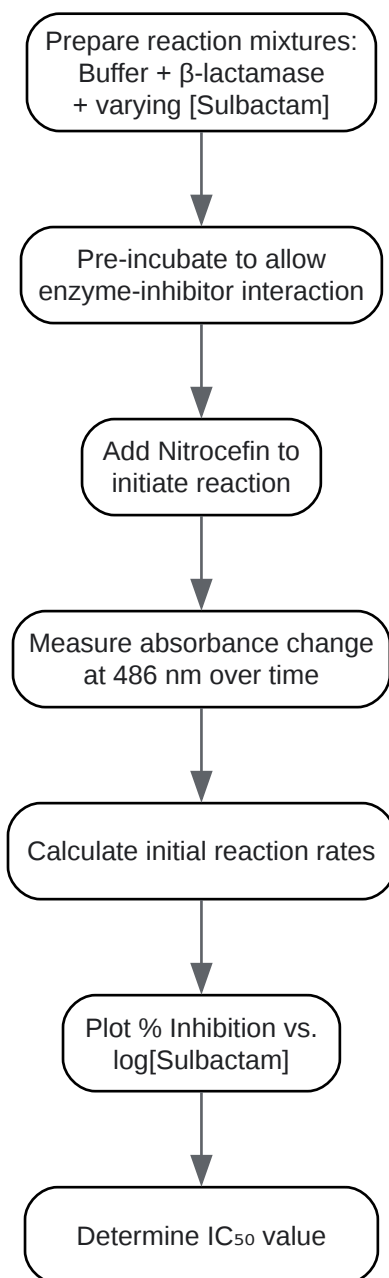 Prepare reaction mixtures:
Buffer + β-lactamase
+ varying [Sulbactam]
Pre-incubate to allow
enzyme-inhibitor interaction
Add Nitrocefin to
initiate reaction
Measure absorbance change
at 486 nm over time
Calculate initial reaction rates
Plot % Inhibition vs.
log[Sulbactam]
Determine IC₅₀ value